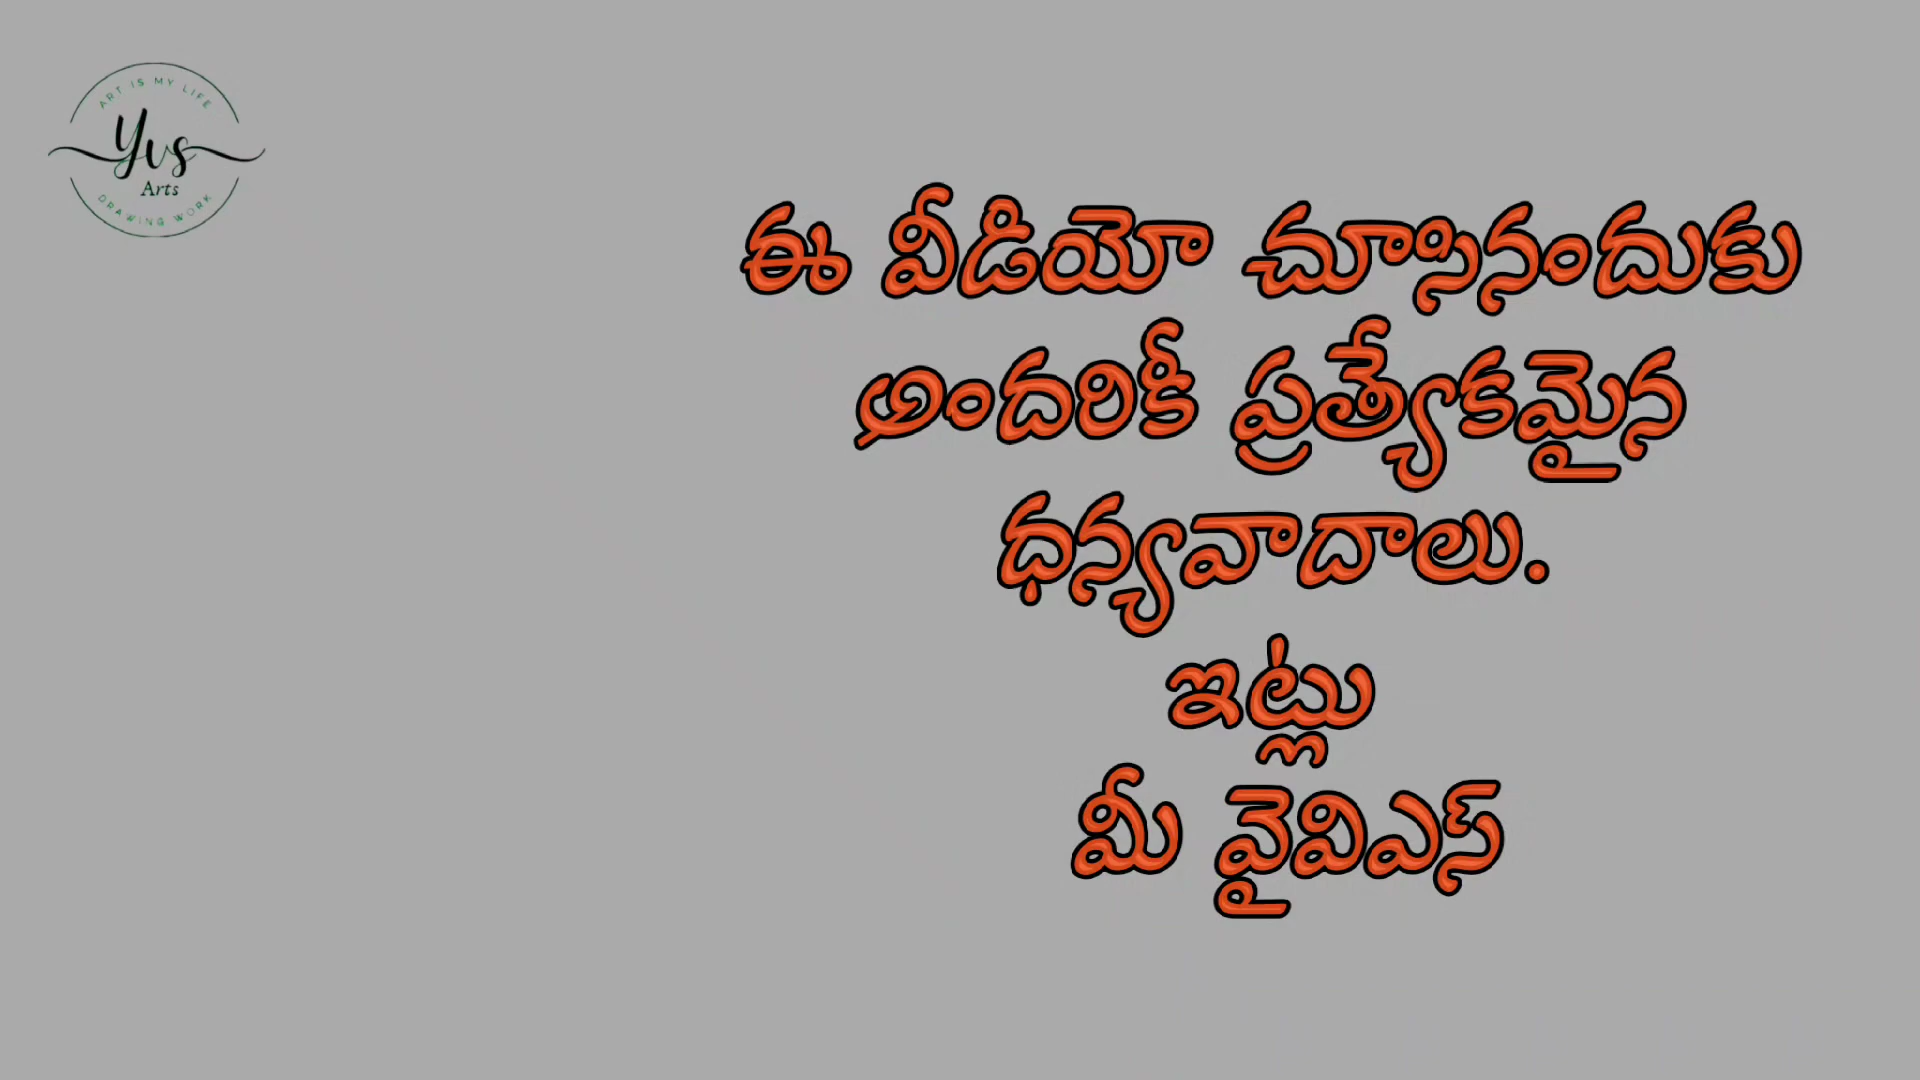 ART IS MY LIFE
Yvs
Arts
DRAWING WORK
ఈ వీడియో చూసినందుకు
అందరికీ ప్రత్యేకమైన
ధన్యవాదాలు.
ఇట్లు
మీ వైవిఎస్